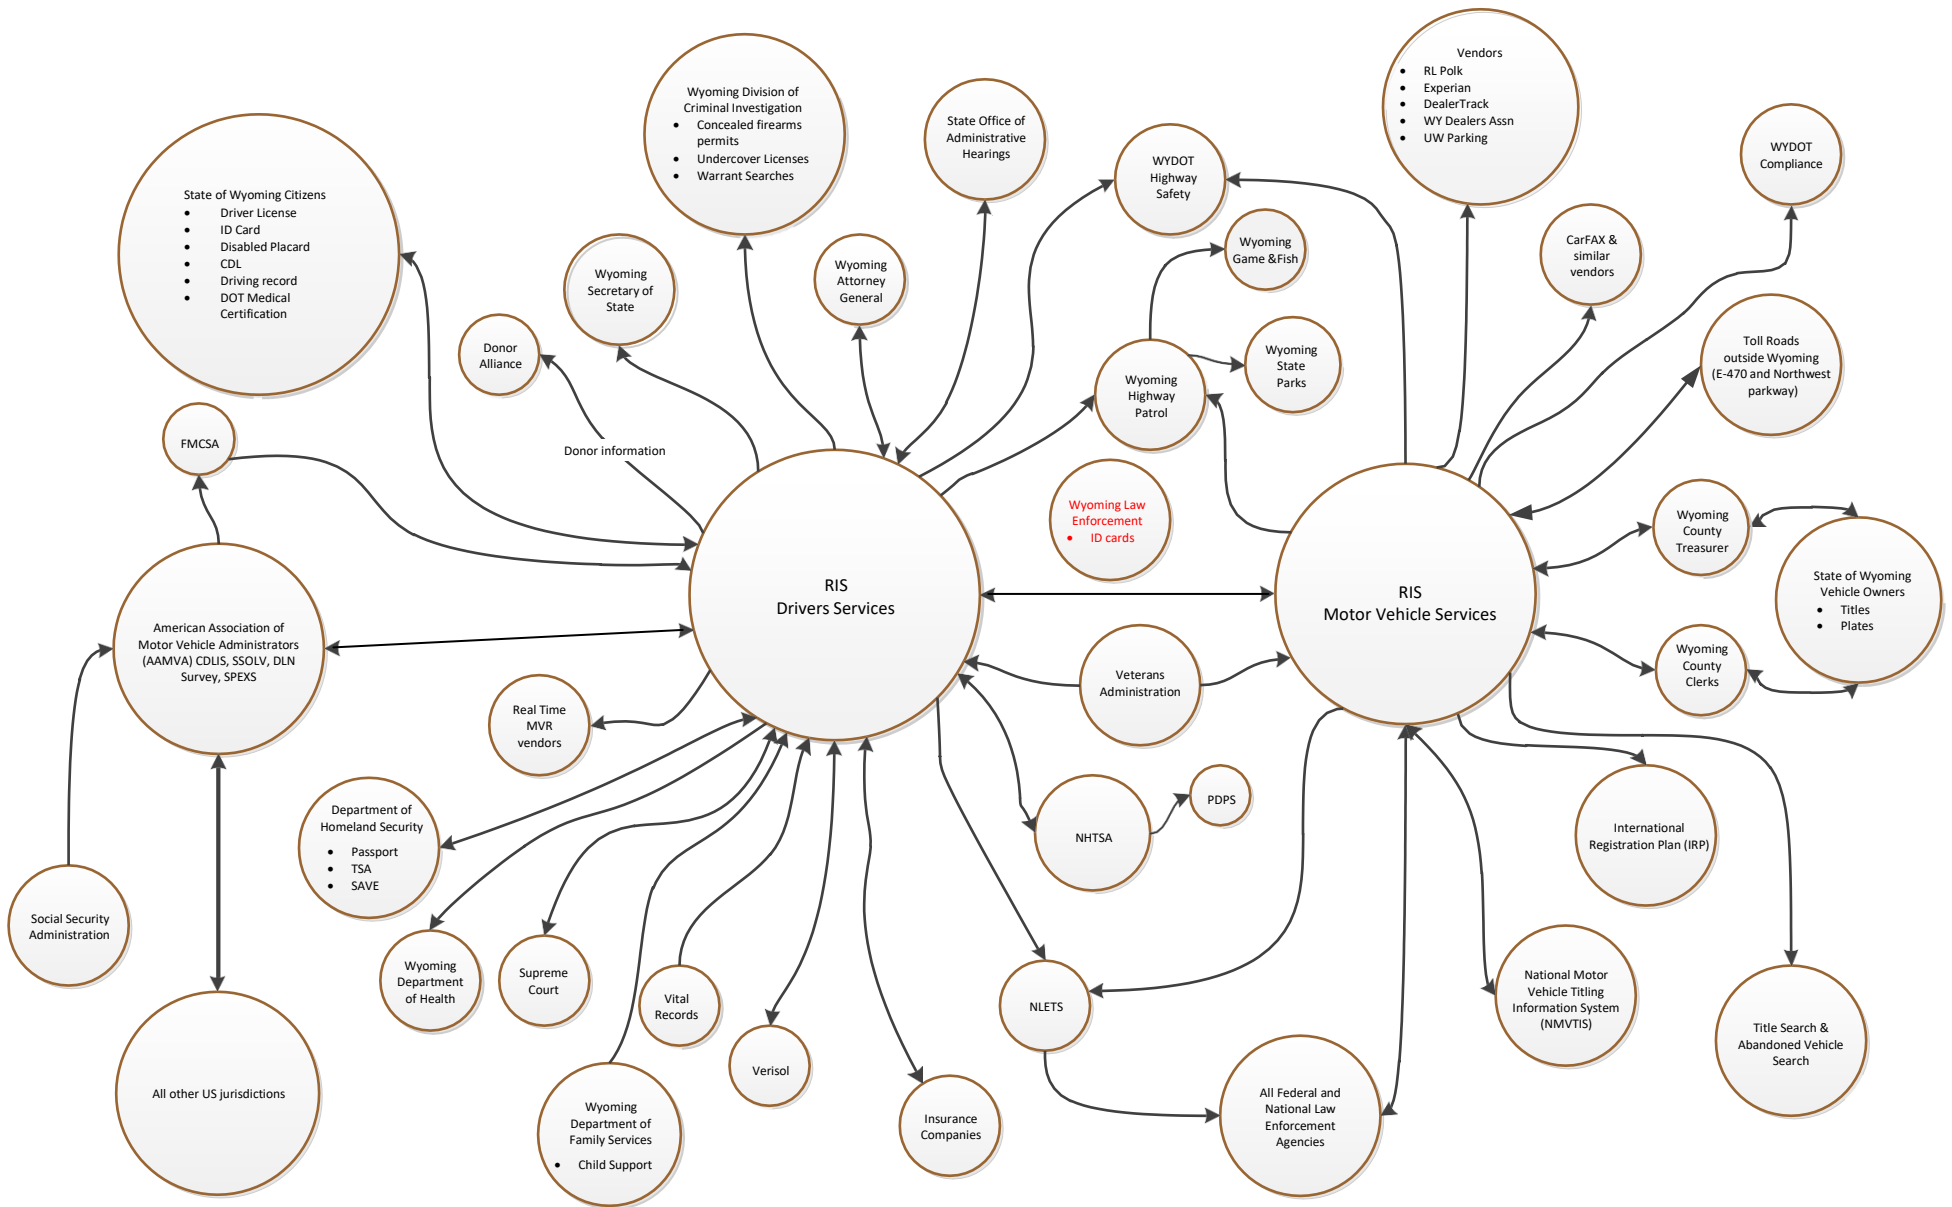 Vendors
• RL Polk
• Experian
• DealerTrack
• WY Dealers Assn
• UW Parking
Wyoming Division of
Criminal Investigation
• Concealed firearms
permits
• Undercover Licenses
• Warrant Searches
State Office of
Administrative
Hearings
WYDOT
Highway
Safety
WYDOT
Compliance
State of Wyoming Citizens
• Driver License
• ID Card
• Disabled Placard
• CDL
• Driving record
• DOT Medical
Certification
Wyoming
Secretary of
State
Wyoming
Attorney
General
Wyoming
Game &Fish
CarFAX &
similar
vendors
Donor
Alliance
Wyoming
State
Parks
Toll Roads
outside Wyoming
(E-470 and Northwest
parkway)
Wyoming
Highway
Patrol
FMCSA
Donor information
Wyoming Law
Enforcement
• ID cards
Wyoming
County
Treasurer
RIS
Drivers Services
RIS
Motor Vehicle Services
State of Wyoming
Vehicle Owners
• Titles
• Plates
American Association of
Motor Vehicle Administrators
(AAMVA) CDLIS, SSOLV, DLN
Survey, SPEXS
Veterans
Administration
Wyoming
County
Clerks
Real Time
MVR
vendors
Department of
Homeland Security
• Passport
• TSA
• SAVE
NHTSA
PDPS
International
Registration Plan (IRP)
Social Security
Administration
Wyoming
Department
of Health
Supreme
Court
Vital
Records
NLETS
National Motor
Vehicle Titling
Information System
(NMVTIS)
Title Search &
Abandoned Vehicle
Search
All other US jurisdictions
Verisol
Wyoming
Department of
Family Services
• Child Support
Insurance
Companies
All Federal and
National Law
Enforcement
Agencies